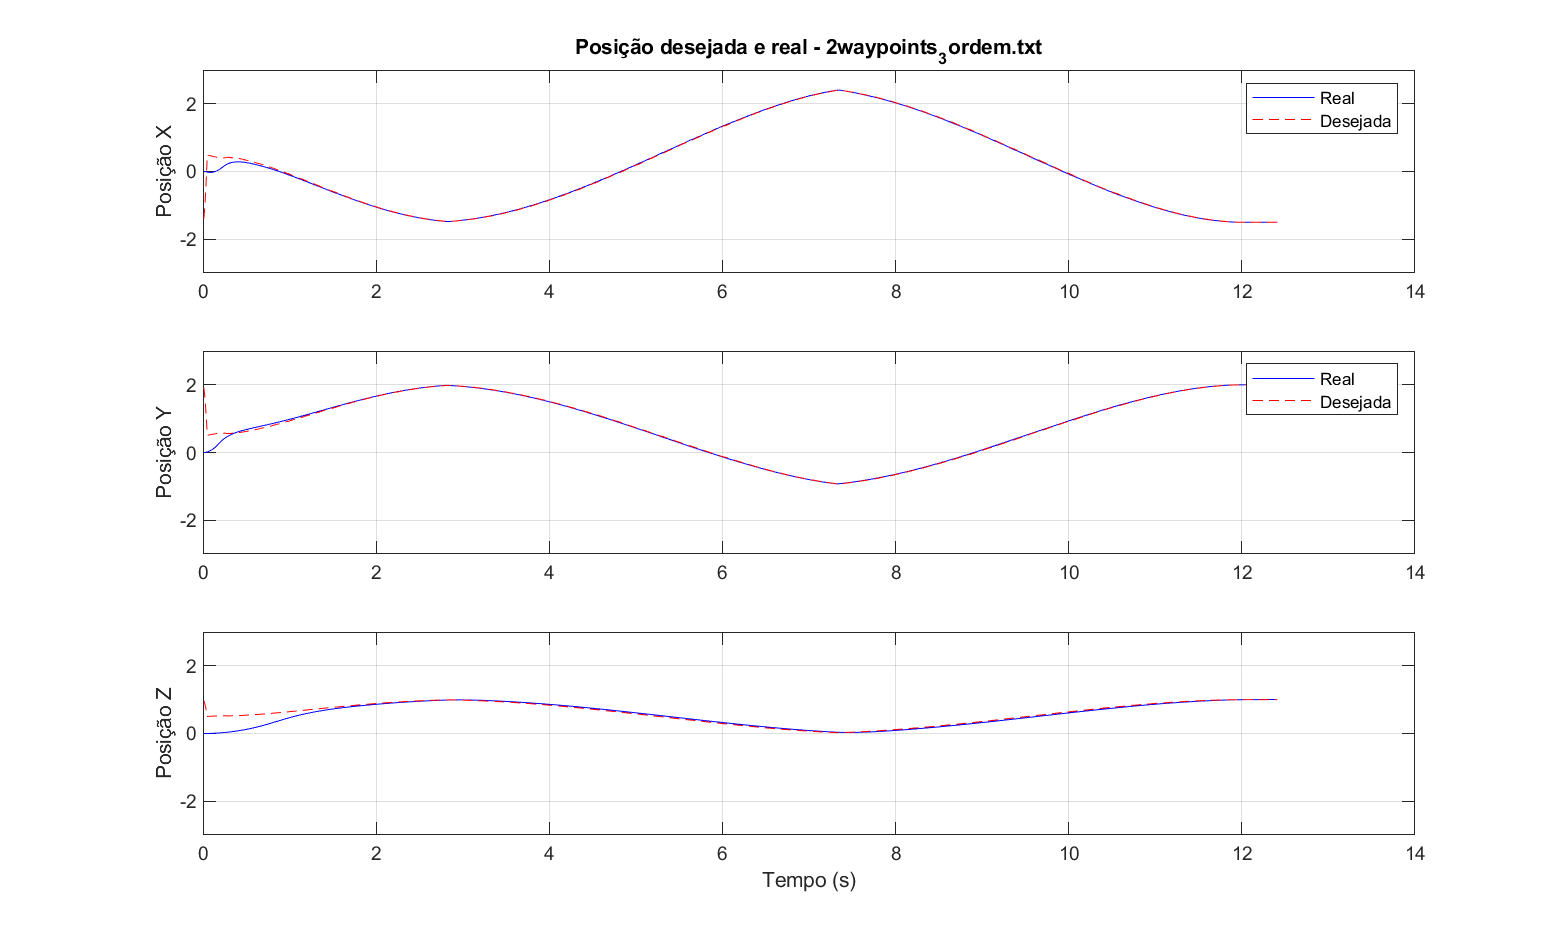 Posição desejada e real - 2waypoints₃ordem.txt
Posição X
2
0
-2
Real
Desejada
0 2 4 6 8 10 12 14
Posição Y
2
0
-2
Real
Desejada
0 2 4 6 8 10 12 14
Posição Z
2
0
-2
0 2 4 6 8 10 12 14
Tempo (s)